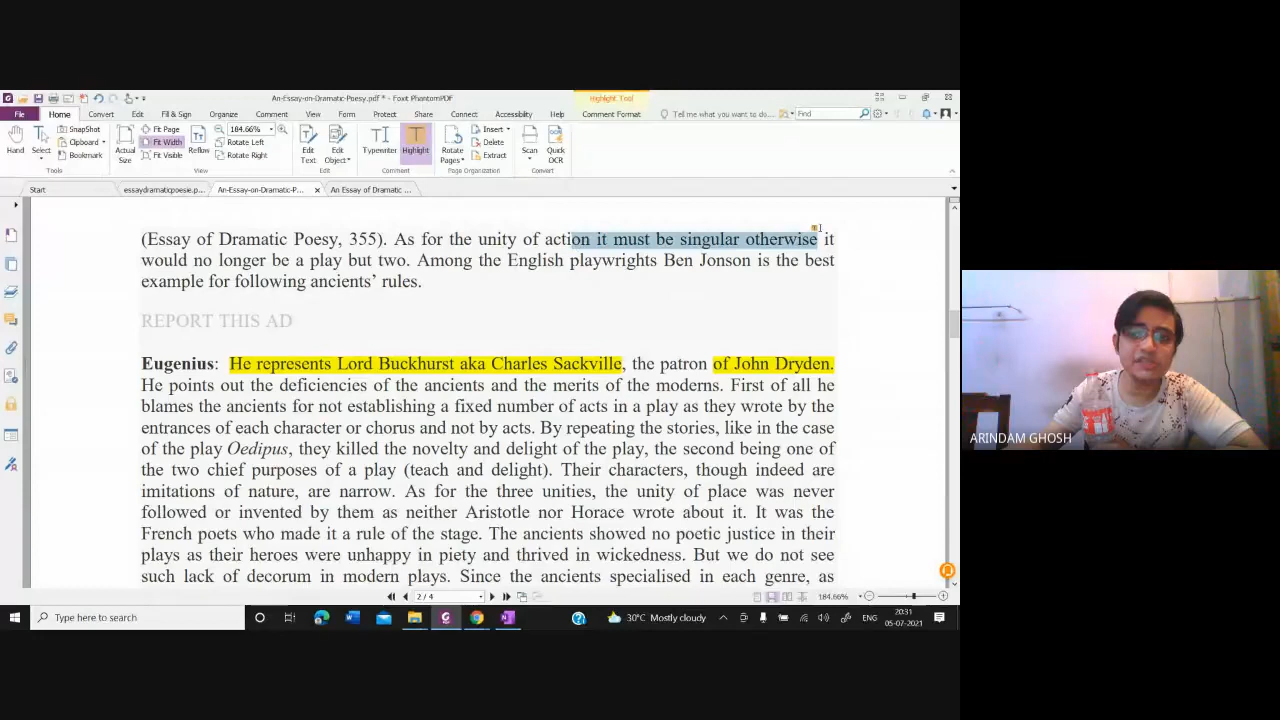 An-Essay-on-Dramatic-Poesy.pdf * - Foxit PhantomPDF
Highlight Tool
File Home Convert Edit Fill & Sign Organize Comment View Form Protect Share Connect Accessibility Help Comment Format Tell me what you want to do... Find
Hand
Select
SnapShot
Clipboard
Bookmark
Tools
Actual Size
Fit Page
Fit Width
Fit Visible
Reflow
184.66%
Rotate Left
Rotate Right
View
Edit Text
Edit Object
Edit
Typewriter
Highlight
Comment
Rotate Pages
Insert
Delete
Extract
Page Organization
Scan
Quick OCR
Convert
Start essaydramaticpoesie.p... An-Essay-on-Dramatic-P... An Essay of Dramatic ...
(Essay of Dramatic Poesy, 355). As for the unity of action it must be singular otherwise it
would no longer be a play but two. Among the English playwrights Ben Jonson is the best
example for following ancients’ rules.
REPORT THIS AD
Eugenius: He represents Lord Buckhurst aka Charles Sackville, the patron of John Dryden.
He points out the deficiencies of the ancients and the merits of the moderns. First of all he
blames the ancients for not establishing a fixed number of acts in a play as they wrote by the
entrances of each character or chorus and not by acts. By repeating the stories, like in the case
of the play Oedipus, they killed the novelty and delight of the play, the second being one of
the two chief purposes of a play (teach and delight). Their characters, though indeed are
imitations of nature, are narrow. As for the three unities, the unity of place was never
followed or invented by them as neither Aristotle nor Horace wrote about it. It was the
French poets who made it a rule of the stage. The ancients showed no poetic justice in their
plays as their heroes were unhappy in piety and thrived in wickedness. But we do not see
such lack of decorum in modern plays. Since the ancients specialised in each genre, as
2 / 4
184.66%
Type here to search
30°C Mostly cloudy
ENG
20:31
05-07-2021
ARINDAM GHOSH